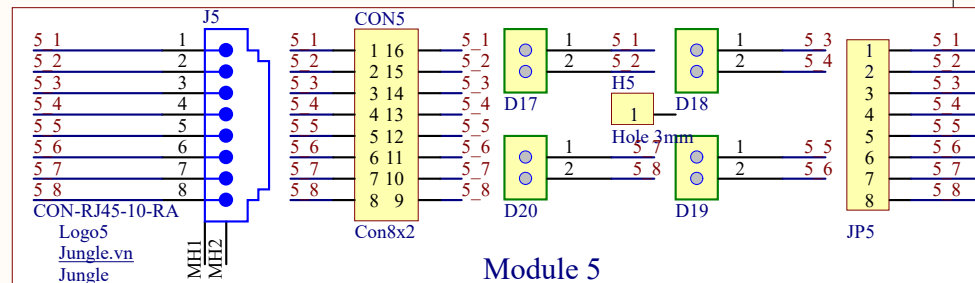 J5
5_1 1
5_2 2
5_3 3
5_4 4
5_5 5
5_6 6
5_7 7
5_8 8
CON-RJ45-10-RA
MH1
MH2
Logo5
Jungle.vn
Jungle
CON5
5_1 1 16 5_1
5_2 2 15 5_2
5_3 3 14 5_3
5_4 4 13 5_4
5_5 5 12 5_5
5_6 6 11 5_6
5_7 7 10 5_7
5_8 8 9 5_8
Con8x2
1 5_1
2 5_2
D17
H5
1
Hole 3mm
1 5_3
2 5_4
D18
1 5_7
2 5_8
D20
1 5_5
2 5_6
D19
1 5_1
2 5_2
3 5_3
4 5_4
5 5_5
6 5_6
7 5_7
8 5_8
JP5
Module 5